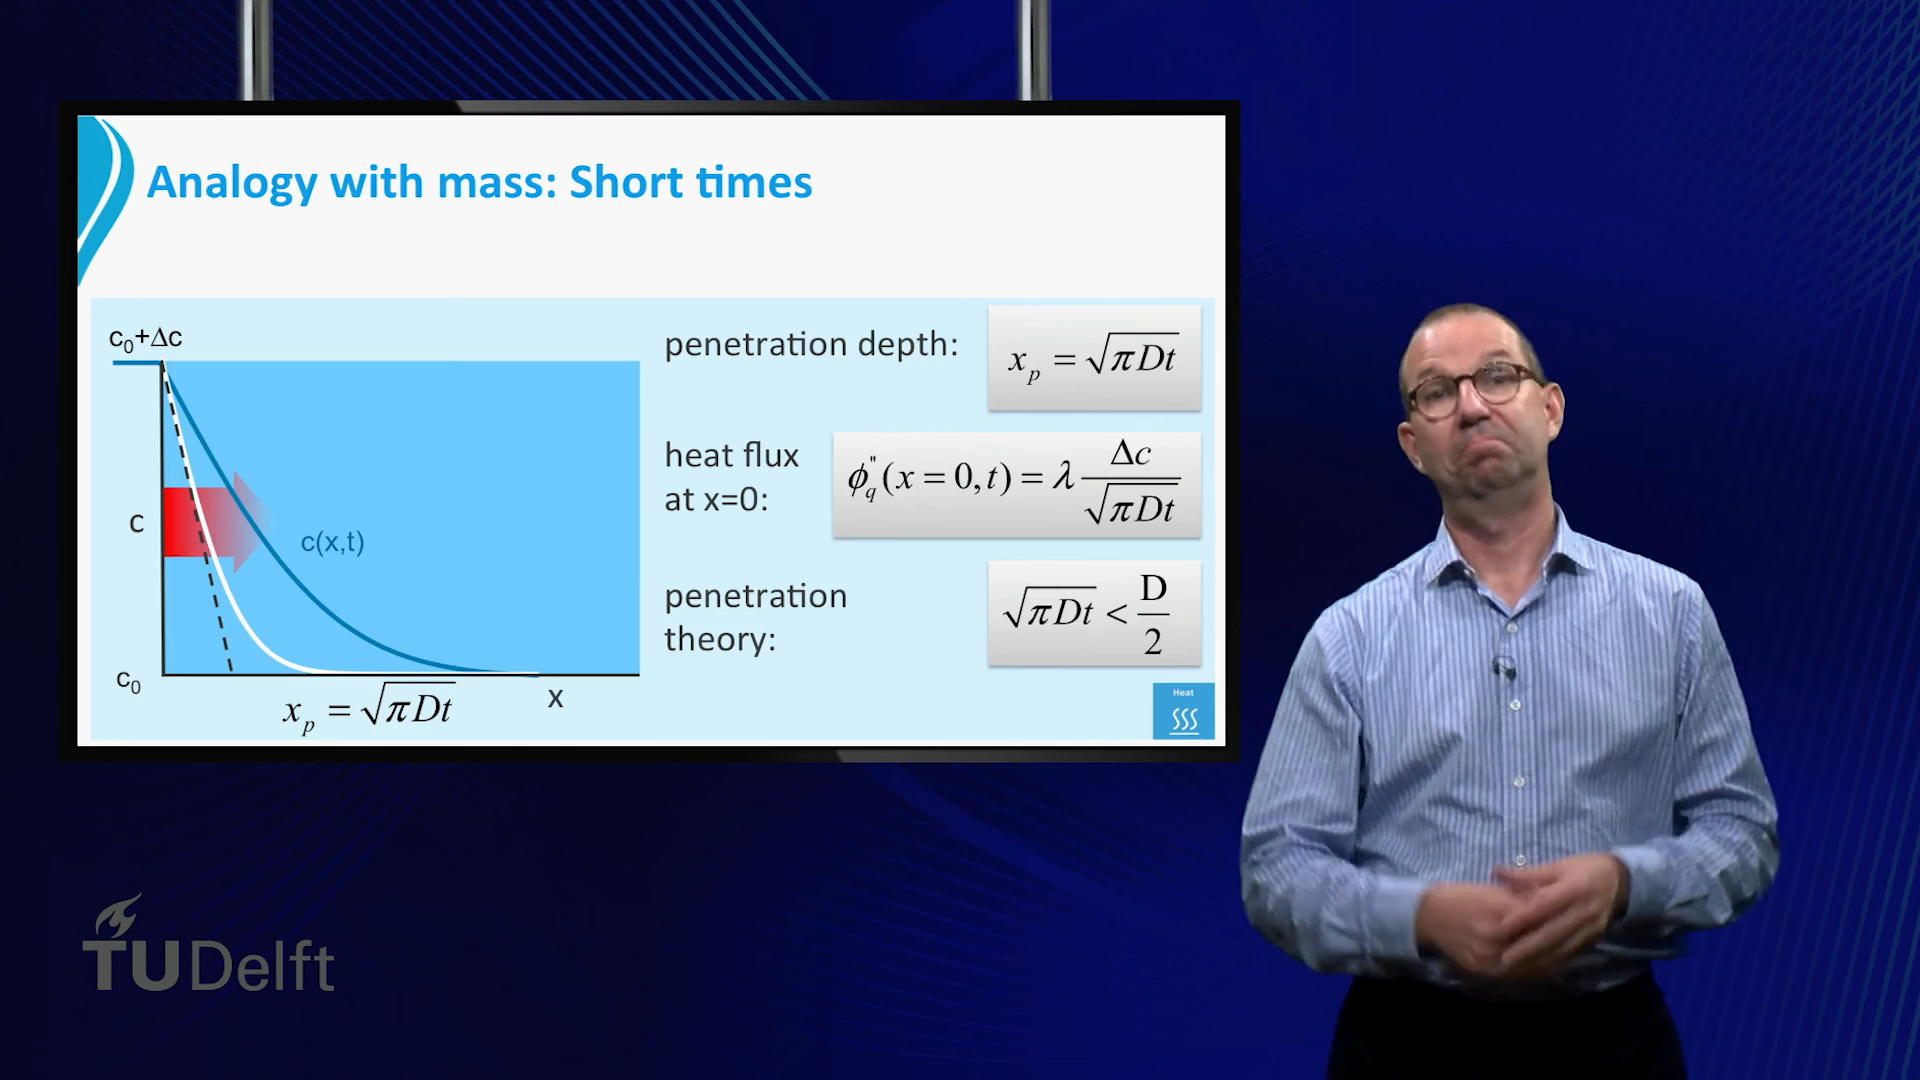 Analogy with mass: Short times
c₀+Δc
c
c(x,t)
c₀
x_p = √(πDt)
x
penetration depth:
x_p = √(πDt)
heat flux
at x=0:
ϕ''_q (x = 0, t) = λ Δc / √(πDt)
penetration
theory:
√(πDt) < D / 2
Heat
TUDelft